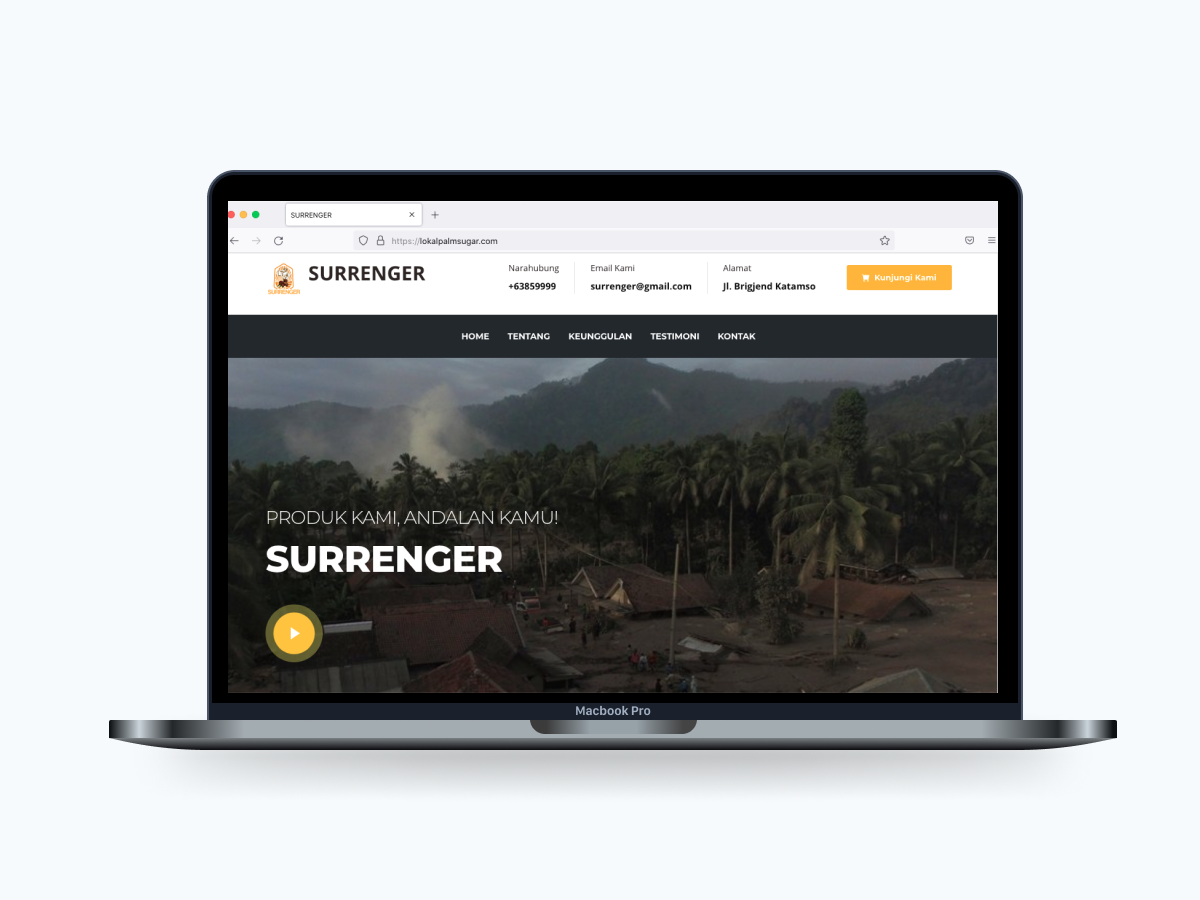 SURRENGER
https://lokalpalmsugar.com
SURRENGER
SURRENGER
Narahubung
+63859999
Email Kami
surrenger@gmail.com
Alamat
Jl. Brigjend Katamso
Kunjungi Kami
HOME TENTANG KEUNGGULAN TESTIMONI KONTAK
PRODUK KAMI, ANDALAN KAMU!
SURRENGER
Macbook Pro